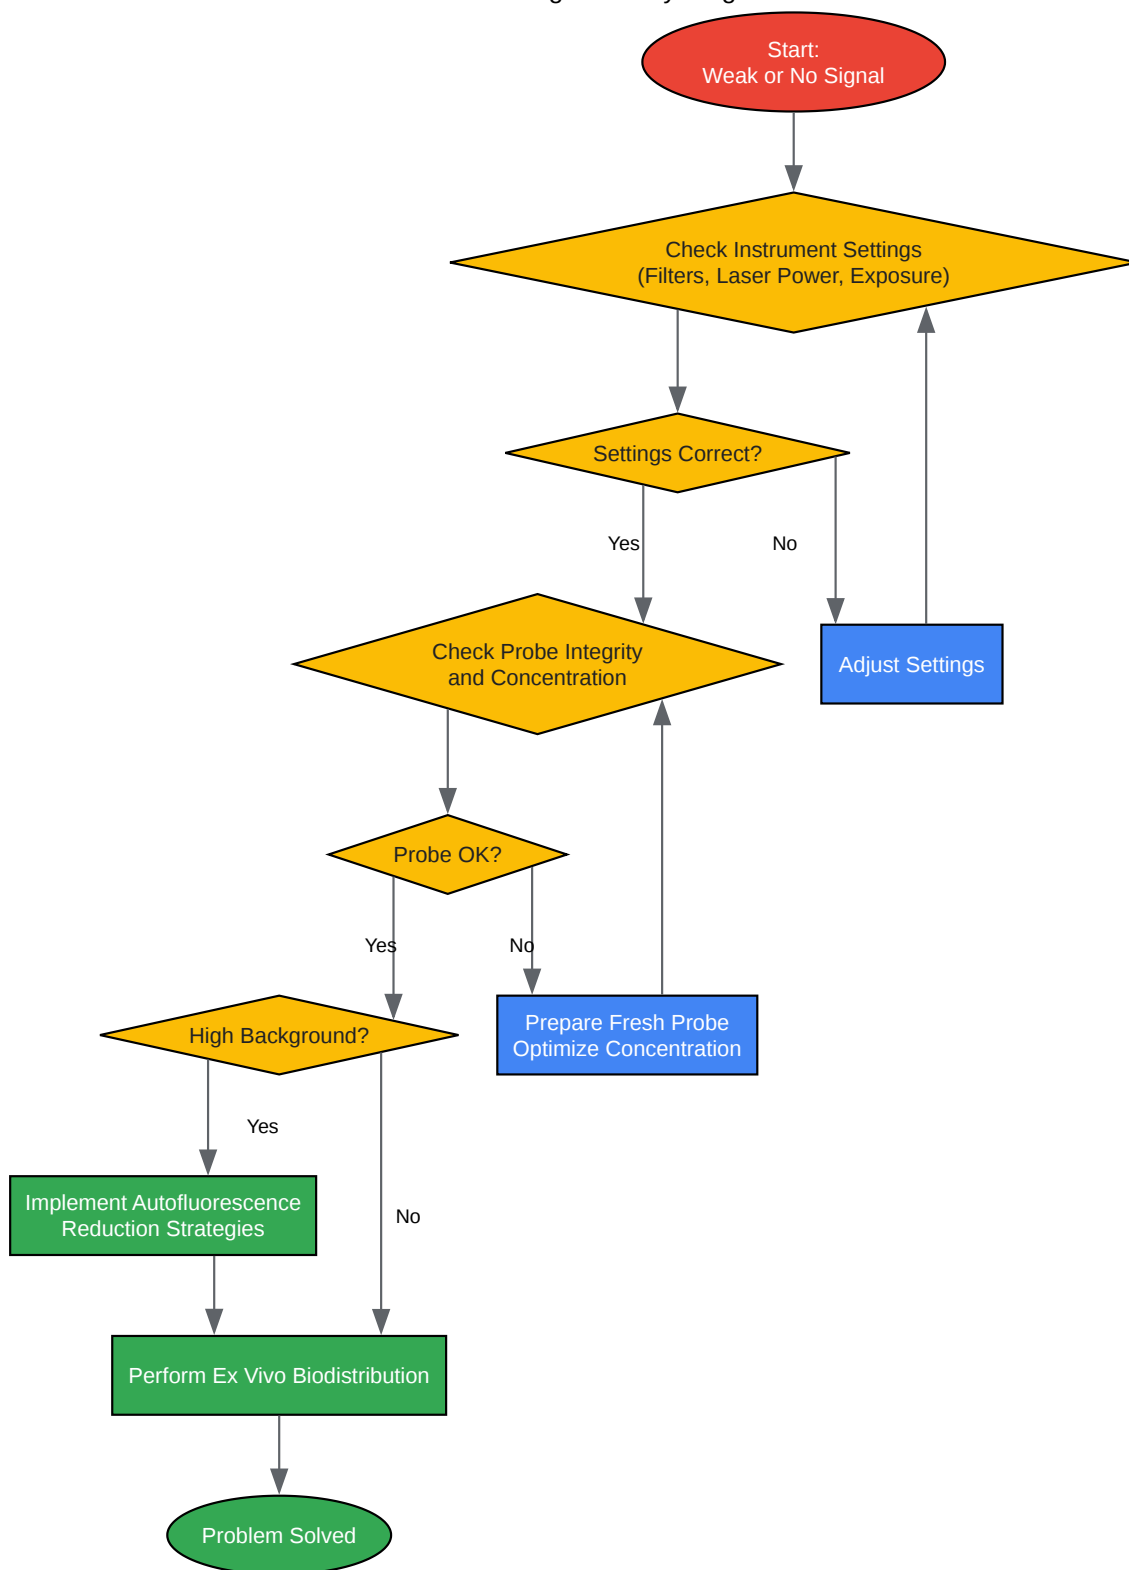 Start:
Weak or No Signal
Check Instrument Settings
(Filters, Laser Power, Exposure)
Settings Correct?
Yes
No
Check Probe Integrity
and Concentration
Adjust Settings
Probe OK?
Yes
No
High Background?
Prepare Fresh Probe
Optimize Concentration
Yes
Implement Autofluorescence
Reduction Strategies
No
Perform Ex Vivo Biodistribution
Problem Solved